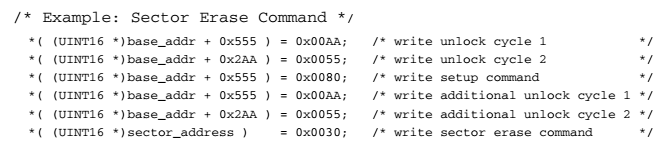 /* Example: Sector Erase Command */
*( (UINT16 *)base_addr + 0x555 ) = 0x00AA; /* write unlock cycle 1 */
*( (UINT16 *)base_addr + 0x2AA ) = 0x0055; /* write unlock cycle 2 */
*( (UINT16 *)base_addr + 0x555 ) = 0x0080; /* write setup command */
*( (UINT16 *)base_addr + 0x555 ) = 0x00AA; /* write additional unlock cycle 1 */
*( (UINT16 *)base_addr + 0x2AA ) = 0x0055; /* write additional unlock cycle 2 */
*( (UINT16 *)sector_address ) = 0x0030; /* write sector erase command */